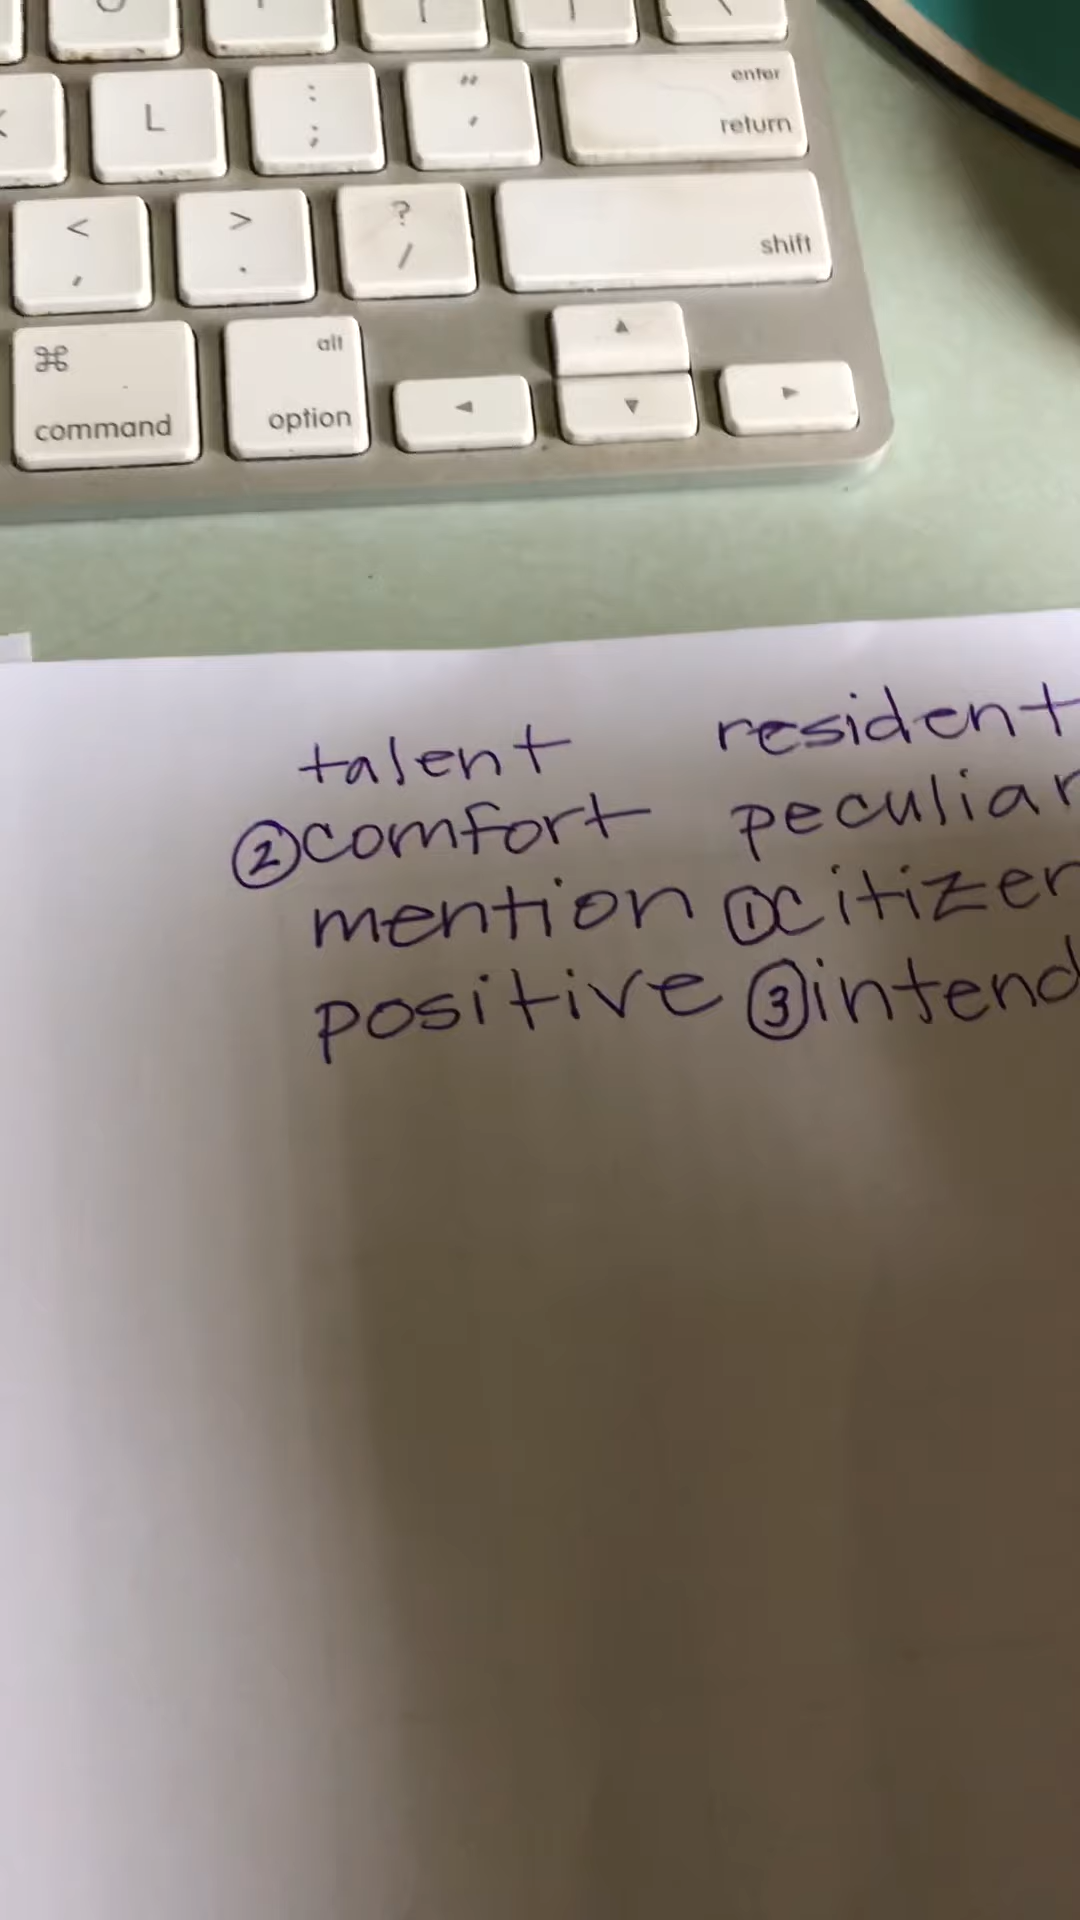 L : ; " ' enter return
< , > . ? / shift
⌘ command alt option ▲ ◄ ▼ ►
talent resident
②comfort peculiar
mention ①citizen
positive ③intend